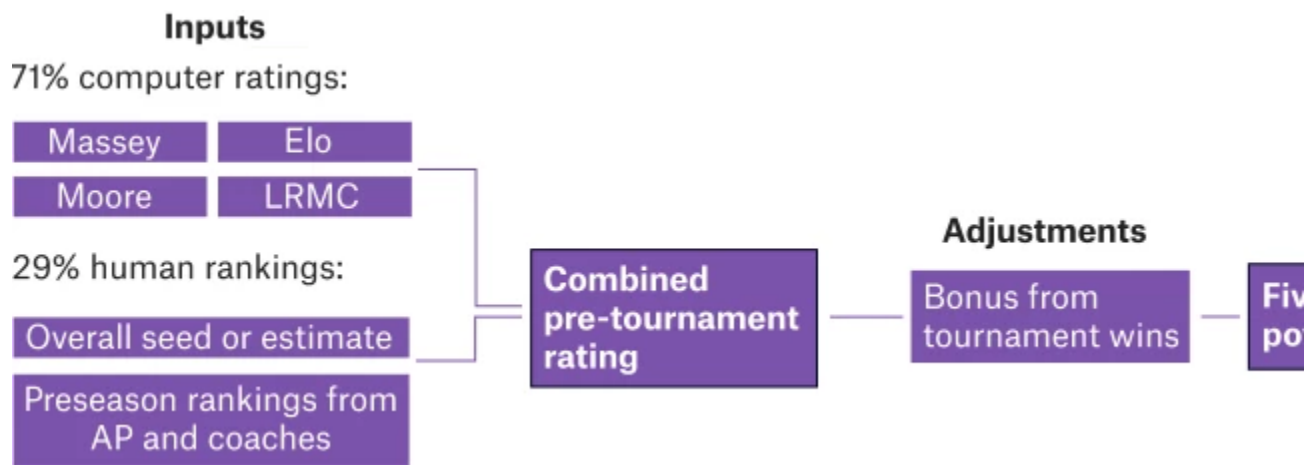 Inputs
71% computer ratings:
Massey
Elo
Moore
LRMC
29% human rankings:
Overall seed or estimate
Preseason rankings from
AP and coaches
Combined
pre-tournament
rating
Adjustments
Bonus from
tournament wins